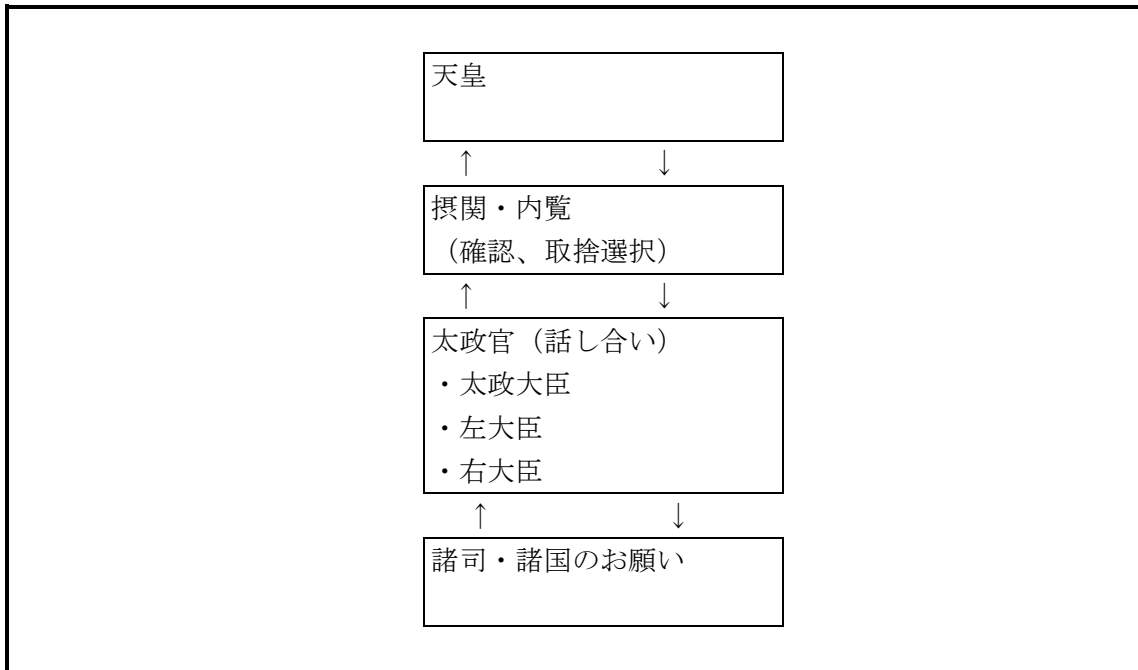 天皇
↑ ↓
摂関・内覧
（確認、取捨選択）
↑ ↓
太政官（話し合い）
・太政大臣
・左大臣
・右大臣
↑ ↓
諸司・諸国のお願い